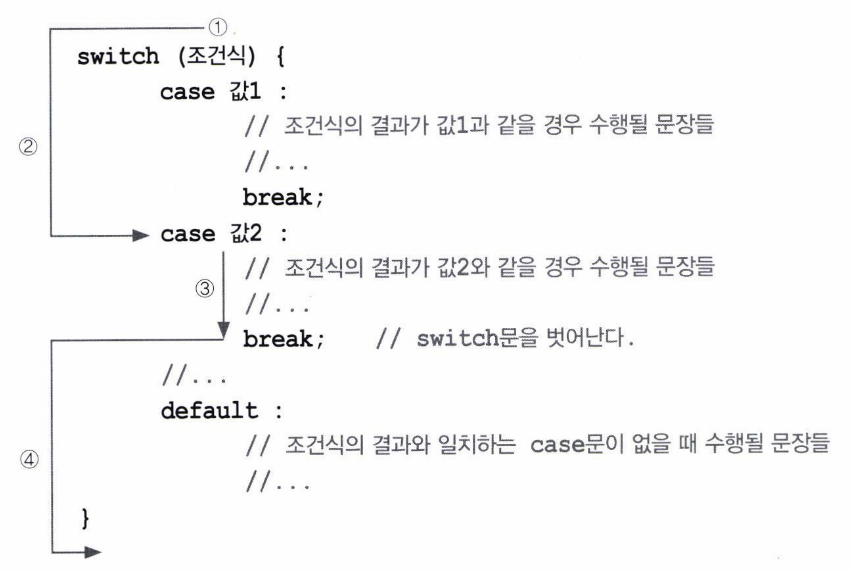 ①
switch (조건식) {
case 값1 :
// 조건식의 결과가 값1과 같을 경우 수행될 문장들
②
//...
break;
case 값2 :
// 조건식의 결과가 값2와 같을 경우 수행될 문장들
③
//...
break; // switch문을 벗어난다.
//...
default :
// 조건식의 결과와 일치하는 case문이 없을 때 수행될 문장들
④
//...
}